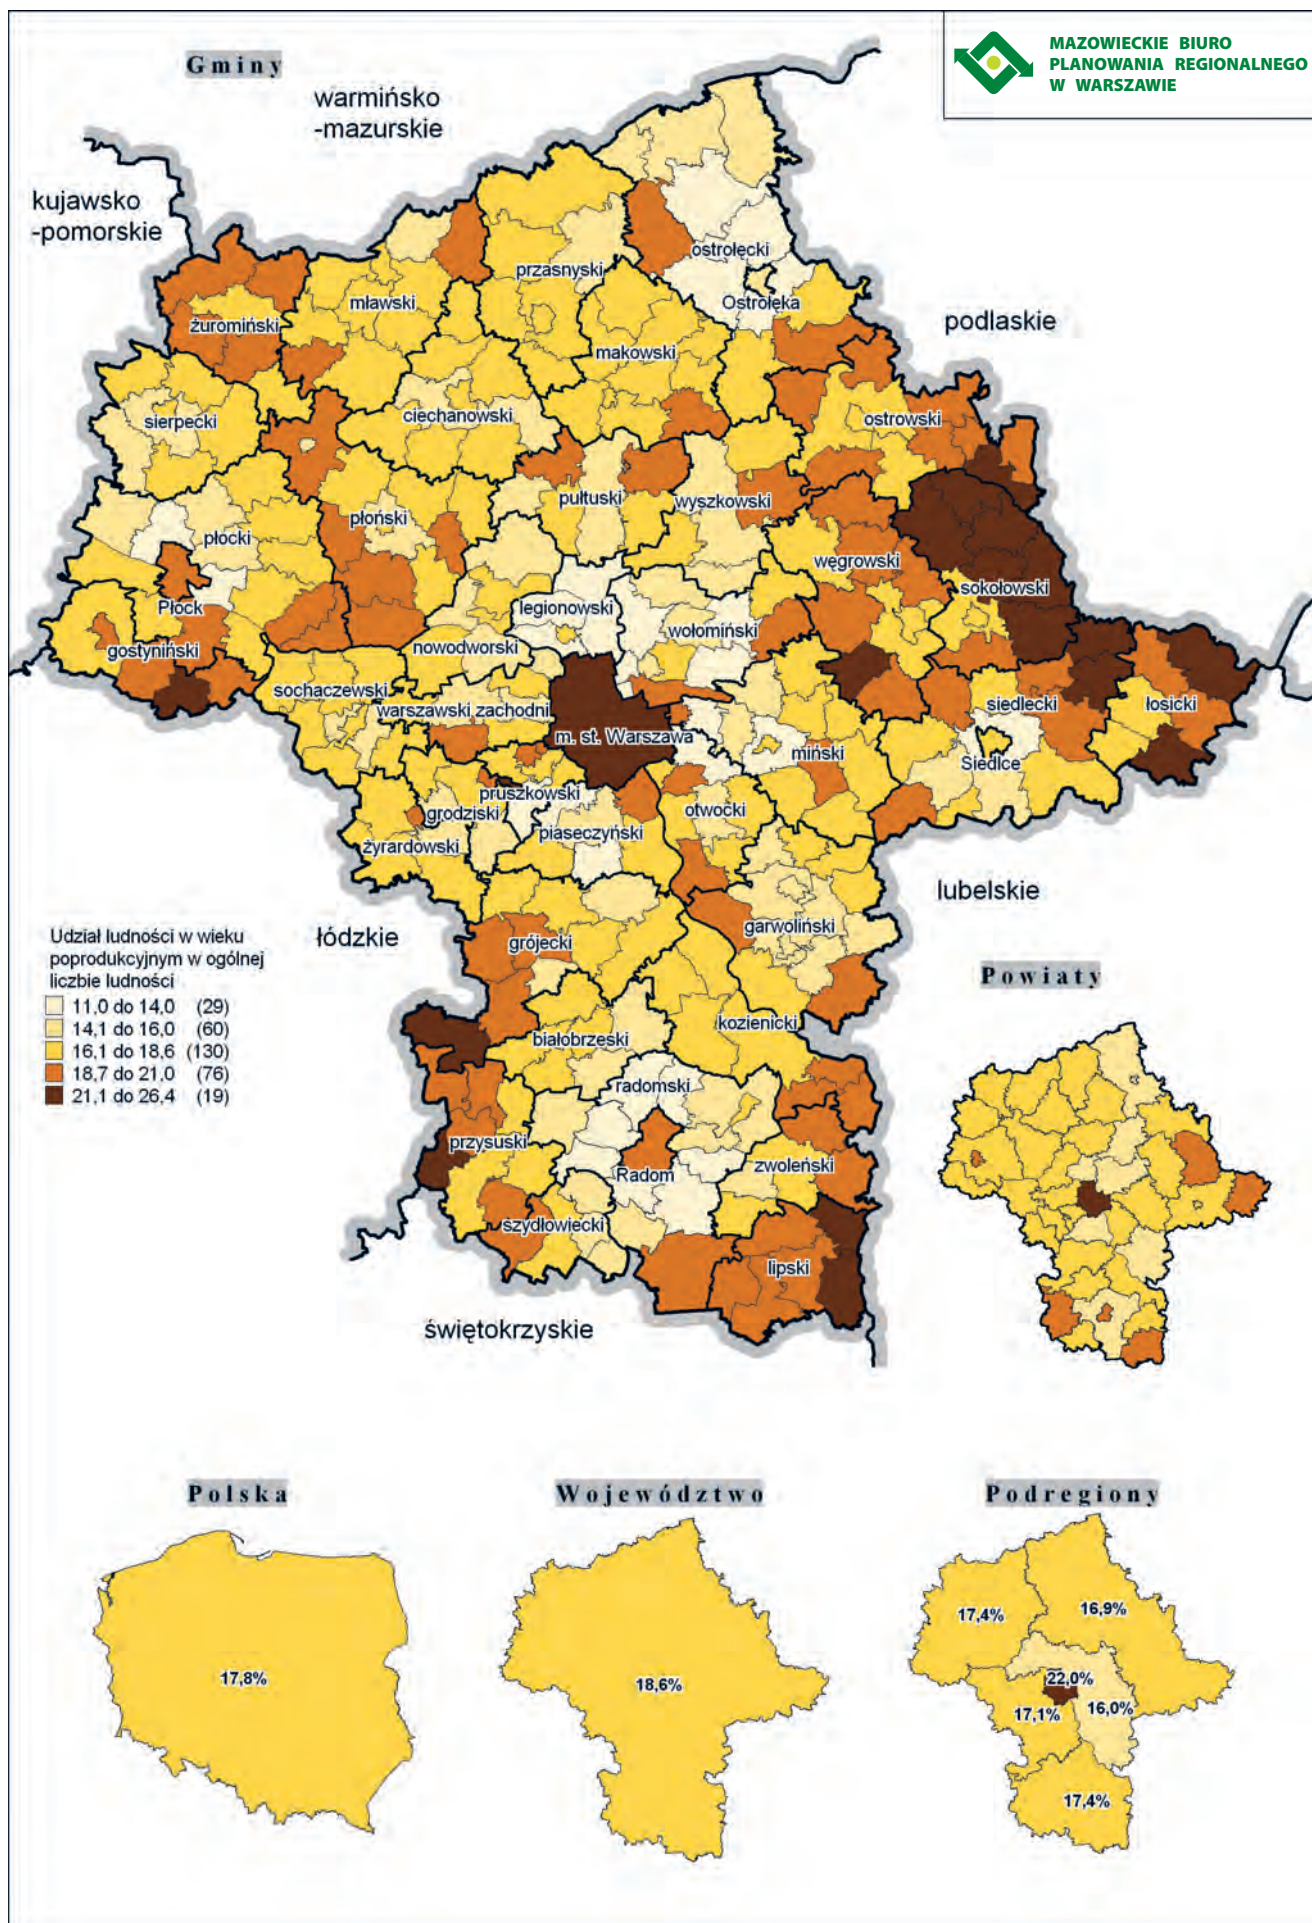 Gminy
MAZOWIECKIE BIURO
PLANOWANIA REGIONALNEGO
W WARSZAWIE
warmińsko
-mazurskie
kujawsko
-pomorskie
ostrołęcki
przasnyski
mławski
Ostrołęka
żuromiński
podlaskie
makowski
ciechanowski
sierpecki
ostrowski
pułtuski
wyszkowski
płoński
płocki
węgrowski
sokołowski
Płock
legionowski
wołomiński
gostyniński
nowodworski
sochaczewski
warszawski zachodni
siedlecki
łosicki
m. st. Warszawa
miński
Siedlce
pruszkowski
grodziski
otwocki
piaseczyński
żyrardowski
lubelskie
łódzkie
garwoliński
grójecki
Udział ludności w wieku
poprodukcyjnym w ogólnej
liczbie ludności
11,0 do 14,0 (29)
14,1 do 16,0 (60)
16,1 do 18,6 (130)
18,7 do 21,0 (76)
21,1 do 26,4 (19)
Powiaty
kozienicki
białobrzeski
radomski
przysuski
zwoleński
Radom
szydłowiecki
lipski
świętokrzyskie
Polska
Województwo
Podregiony
17,8%
18,6%
17,4%
16,9%
22,0%
17,1%
16,0%
17,4%